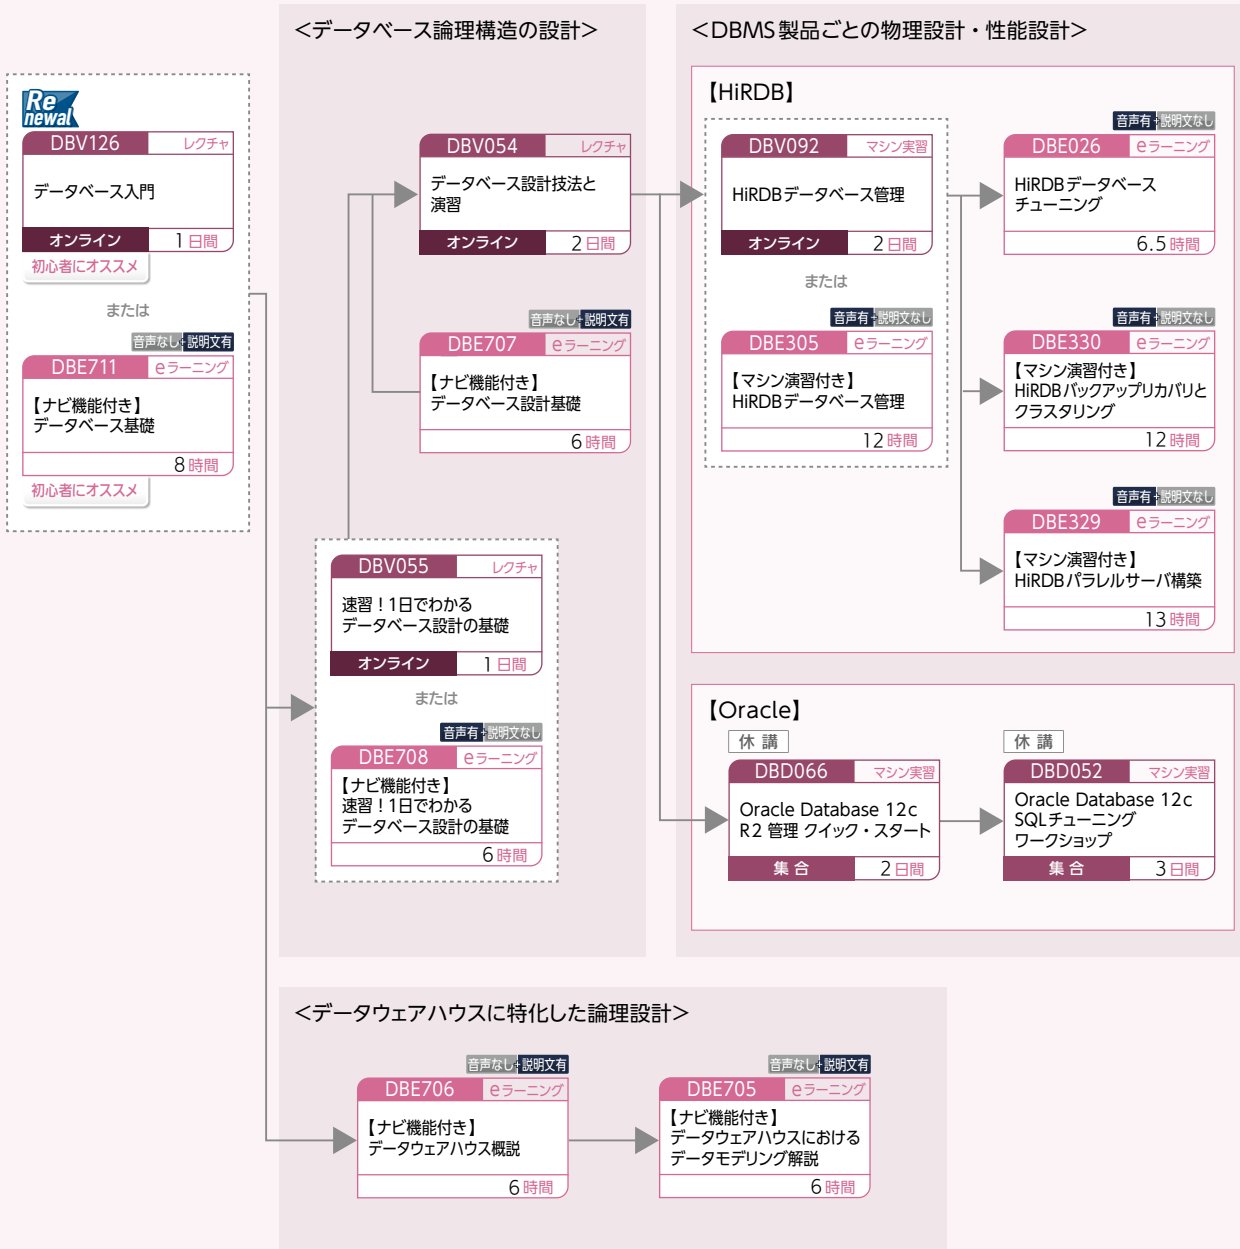 Re
newal
DBV126
レクチャ
データベース入門
オンライン
1日間
初心者にオススメ
または
音声なし+説明文有
DBE711
eラーニング
【ナビ機能付き】
データベース基礎
8時間
初心者にオススメ
＜データベース論理構造の設計＞
DBV054
レクチャ
データベース設計技法と
演習
オンライン
2日間
音声なし+説明文有
DBE707
eラーニング
【ナビ機能付き】
データベース設計基礎
6時間
DBV055
レクチャ
速習！1日でわかる
データベース設計の基礎
オンライン
1日間
または
音声有+説明文なし
DBE708
eラーニング
【ナビ機能付き】
速習！1日でわかる
データベース設計の基礎
6時間
＜DBMS製品ごとの物理設計・性能設計＞
【HiRDB】
DBV092
マシン実習
HiRDBデータベース管理
オンライン
2日間
または
音声有+説明文なし
DBE305
eラーニング
【マシン演習付き】
HiRDBデータベース管理
12時間
音声有+説明文なし
DBE026
eラーニング
HiRDBデータベース
チューニング
6.5時間
音声有+説明文なし
DBE330
eラーニング
【マシン演習付き】
HiRDBバックアップリカバリと
クラスタリング
12時間
音声有+説明文なし
DBE329
eラーニング
【マシン演習付き】
HiRDBパラレルサーバ構築
13時間
【Oracle】
休 講
DBD066
マシン実習
Oracle Database 12c
R2 管理 クイック・スタート
集 合
2日間
休 講
DBD052
マシン実習
Oracle Database 12c
SQLチューニング
ワークショップ
集 合
3日間
＜データウェアハウスに特化した論理設計＞
音声なし+説明文有
DBE706
eラーニング
【ナビ機能付き】
データウェアハウス概説
6時間
音声なし+説明文有
DBE705
eラーニング
【ナビ機能付き】
データウェアハウスにおける
データモデリング解説
6時間